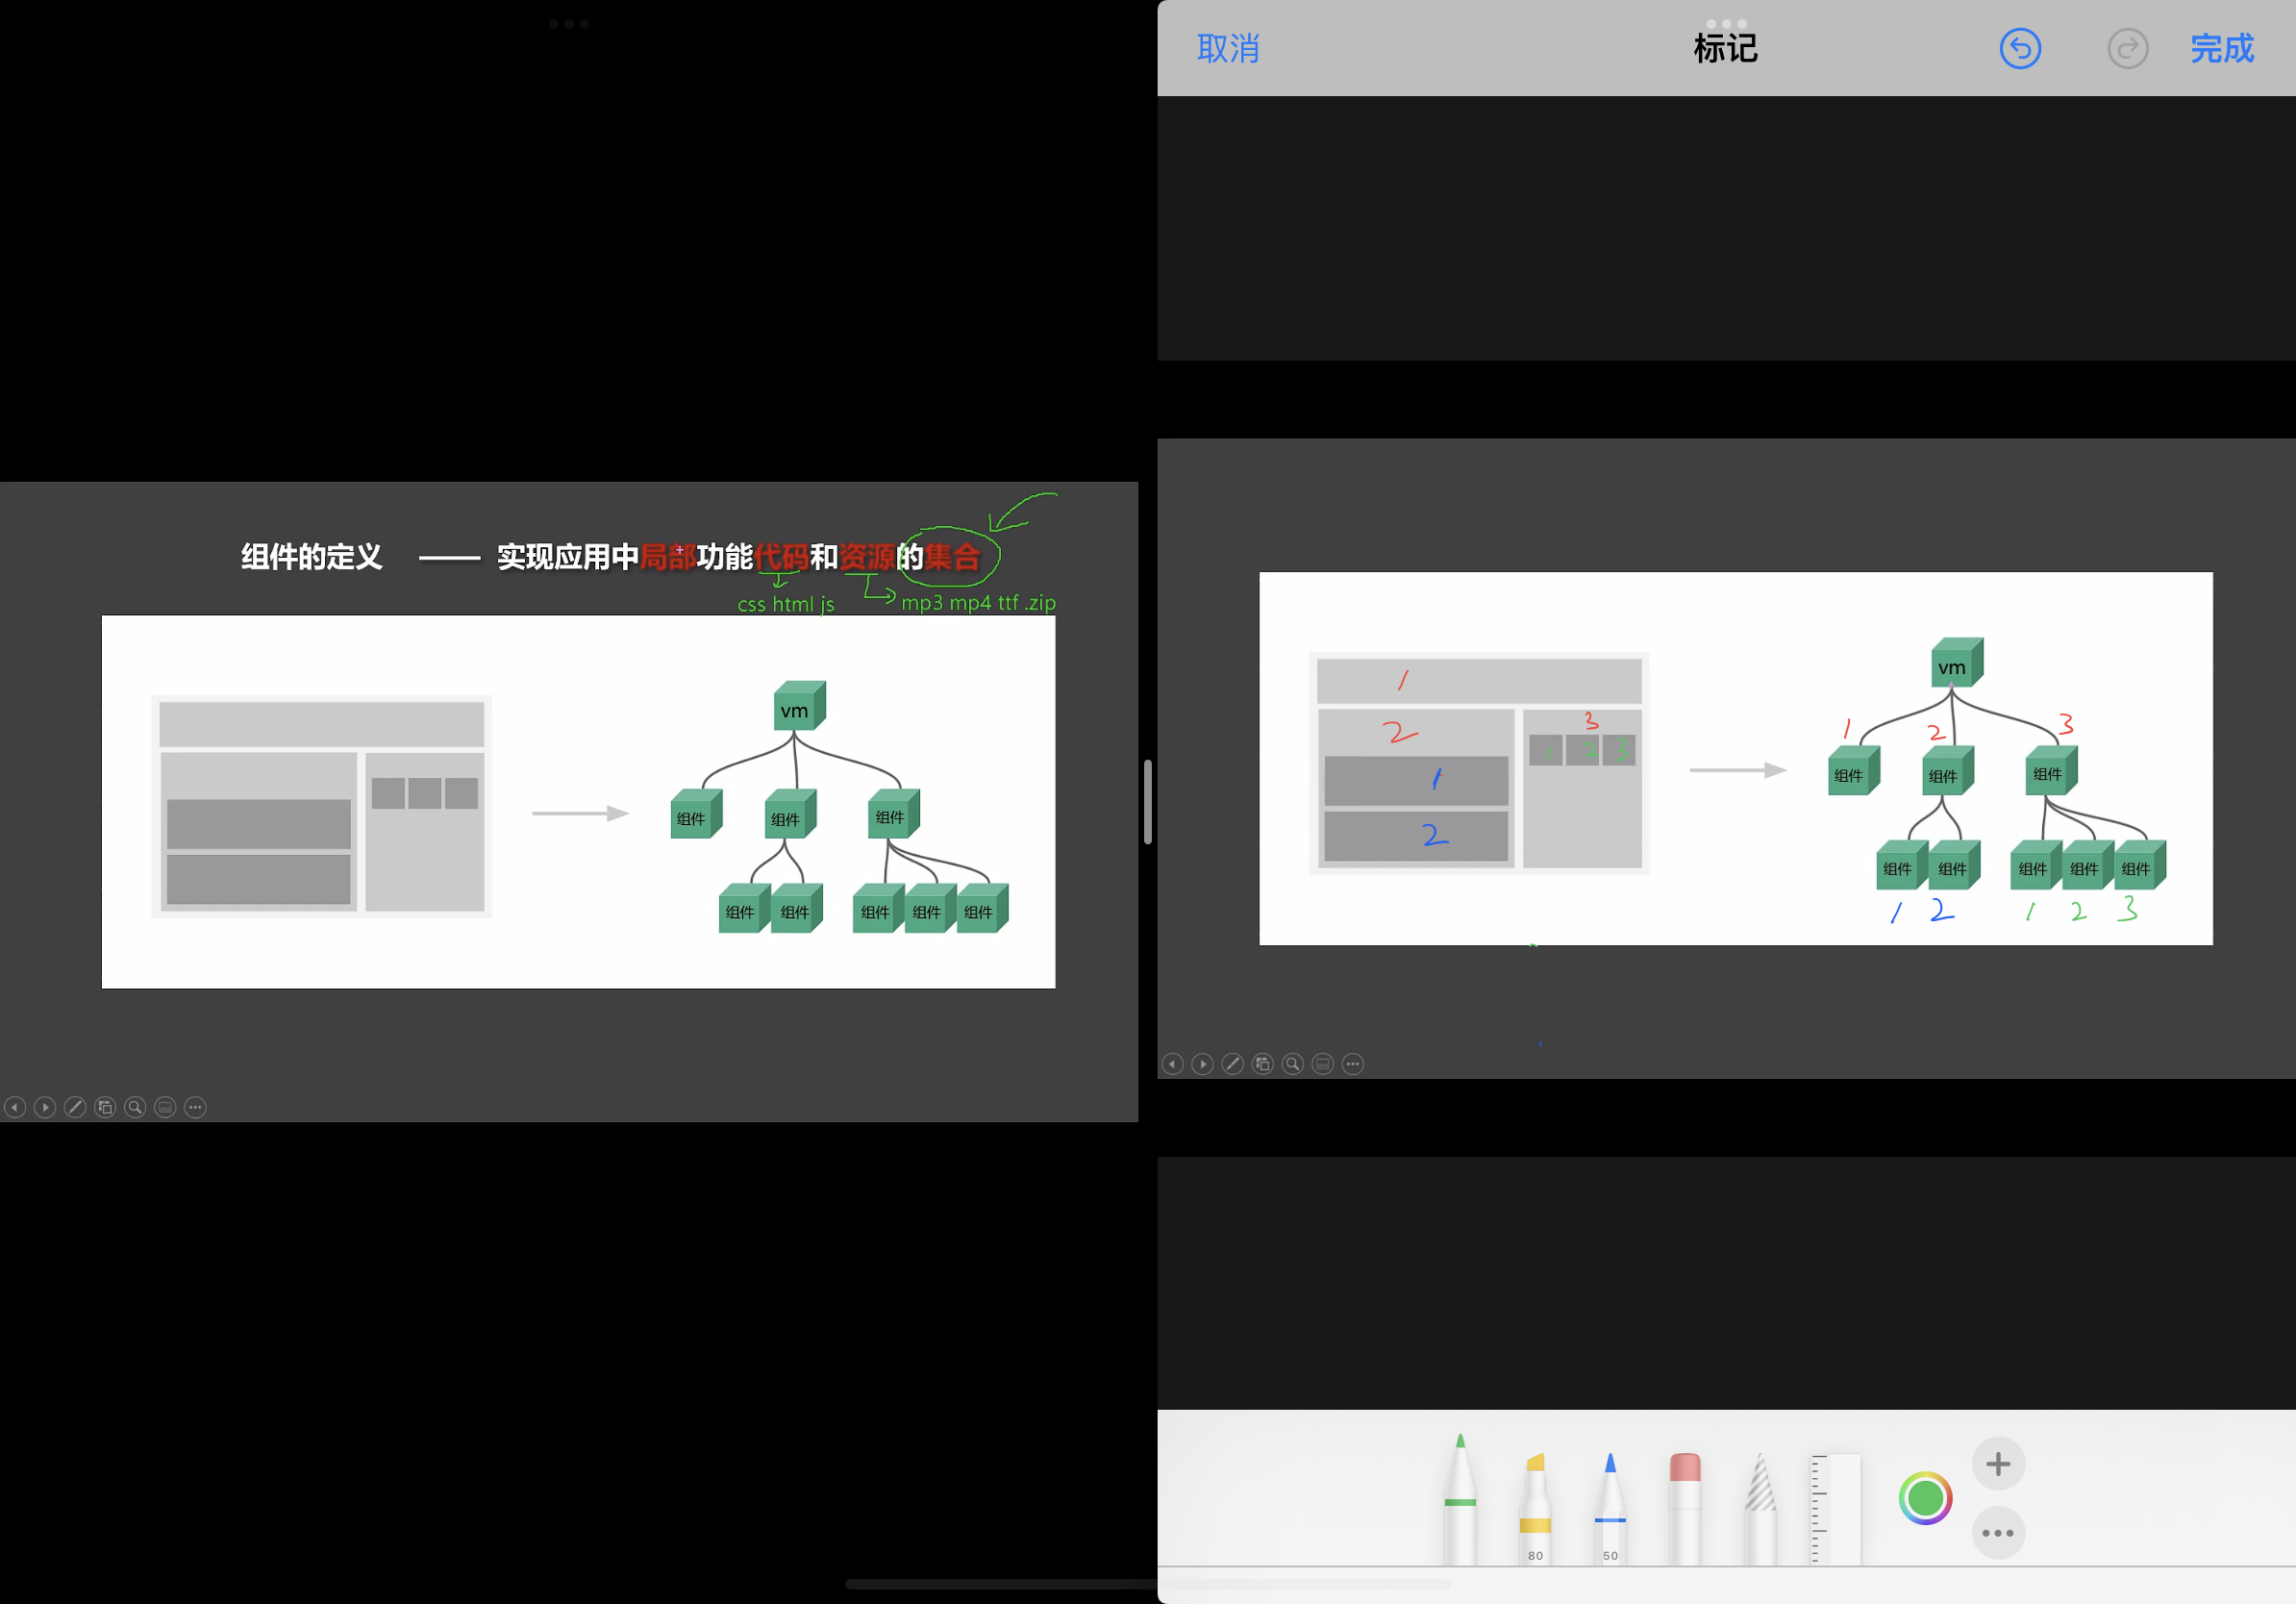 组件的定义 —— 实现应用中局部功能代码和资源的集合
css html js
mp3 mp4 ttf .zip
vm
组件 组件 组件
组件 组件 组件 组件 组件
取消 标记 完成
1
2 3
1 2 3
1
2
vm
1 2 3
组件 组件 组件
组件 组件 组件 组件 组件
1 2 1 2 3
80 50